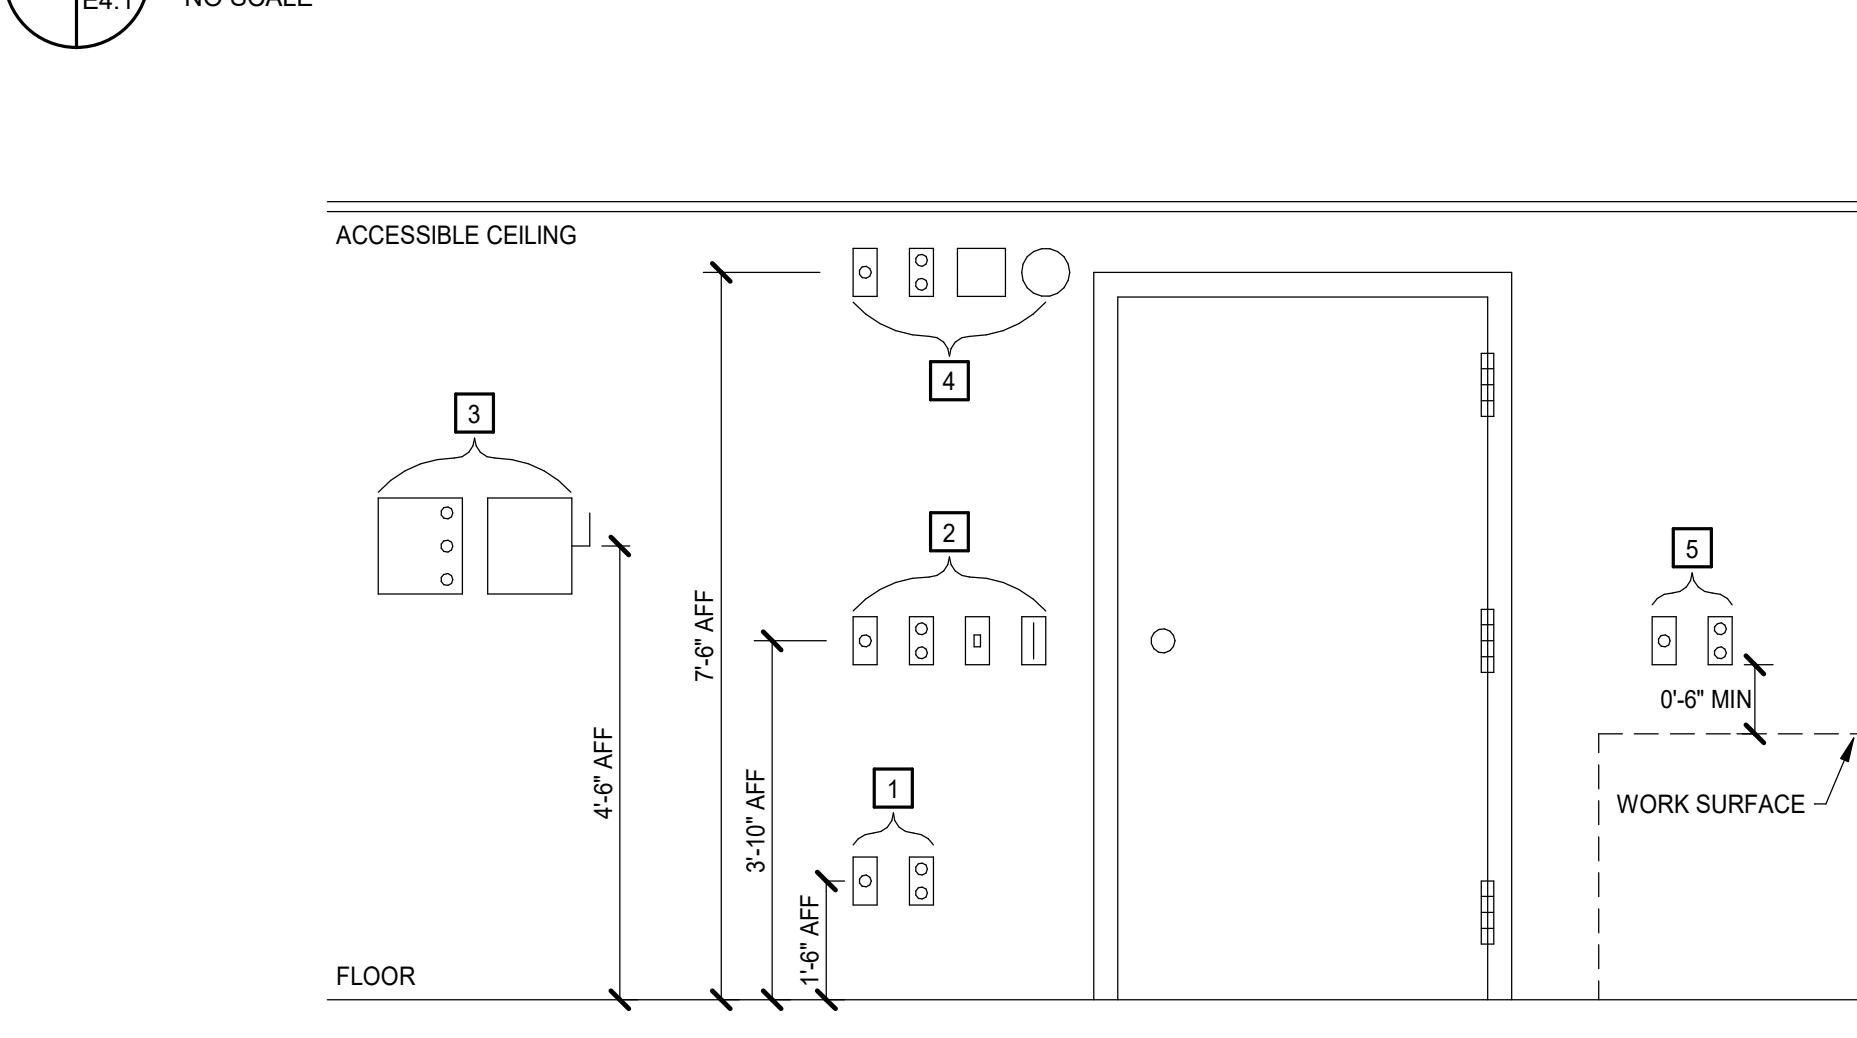 E4.1
NO SCALE
ACCESSIBLE CEILING
4
3
2
5
7'-6" AFF
0'-6" MIN
4'-6" AFF
3'-10" AFF
1
WORK SURFACE
1'-6" AFF
FLOOR